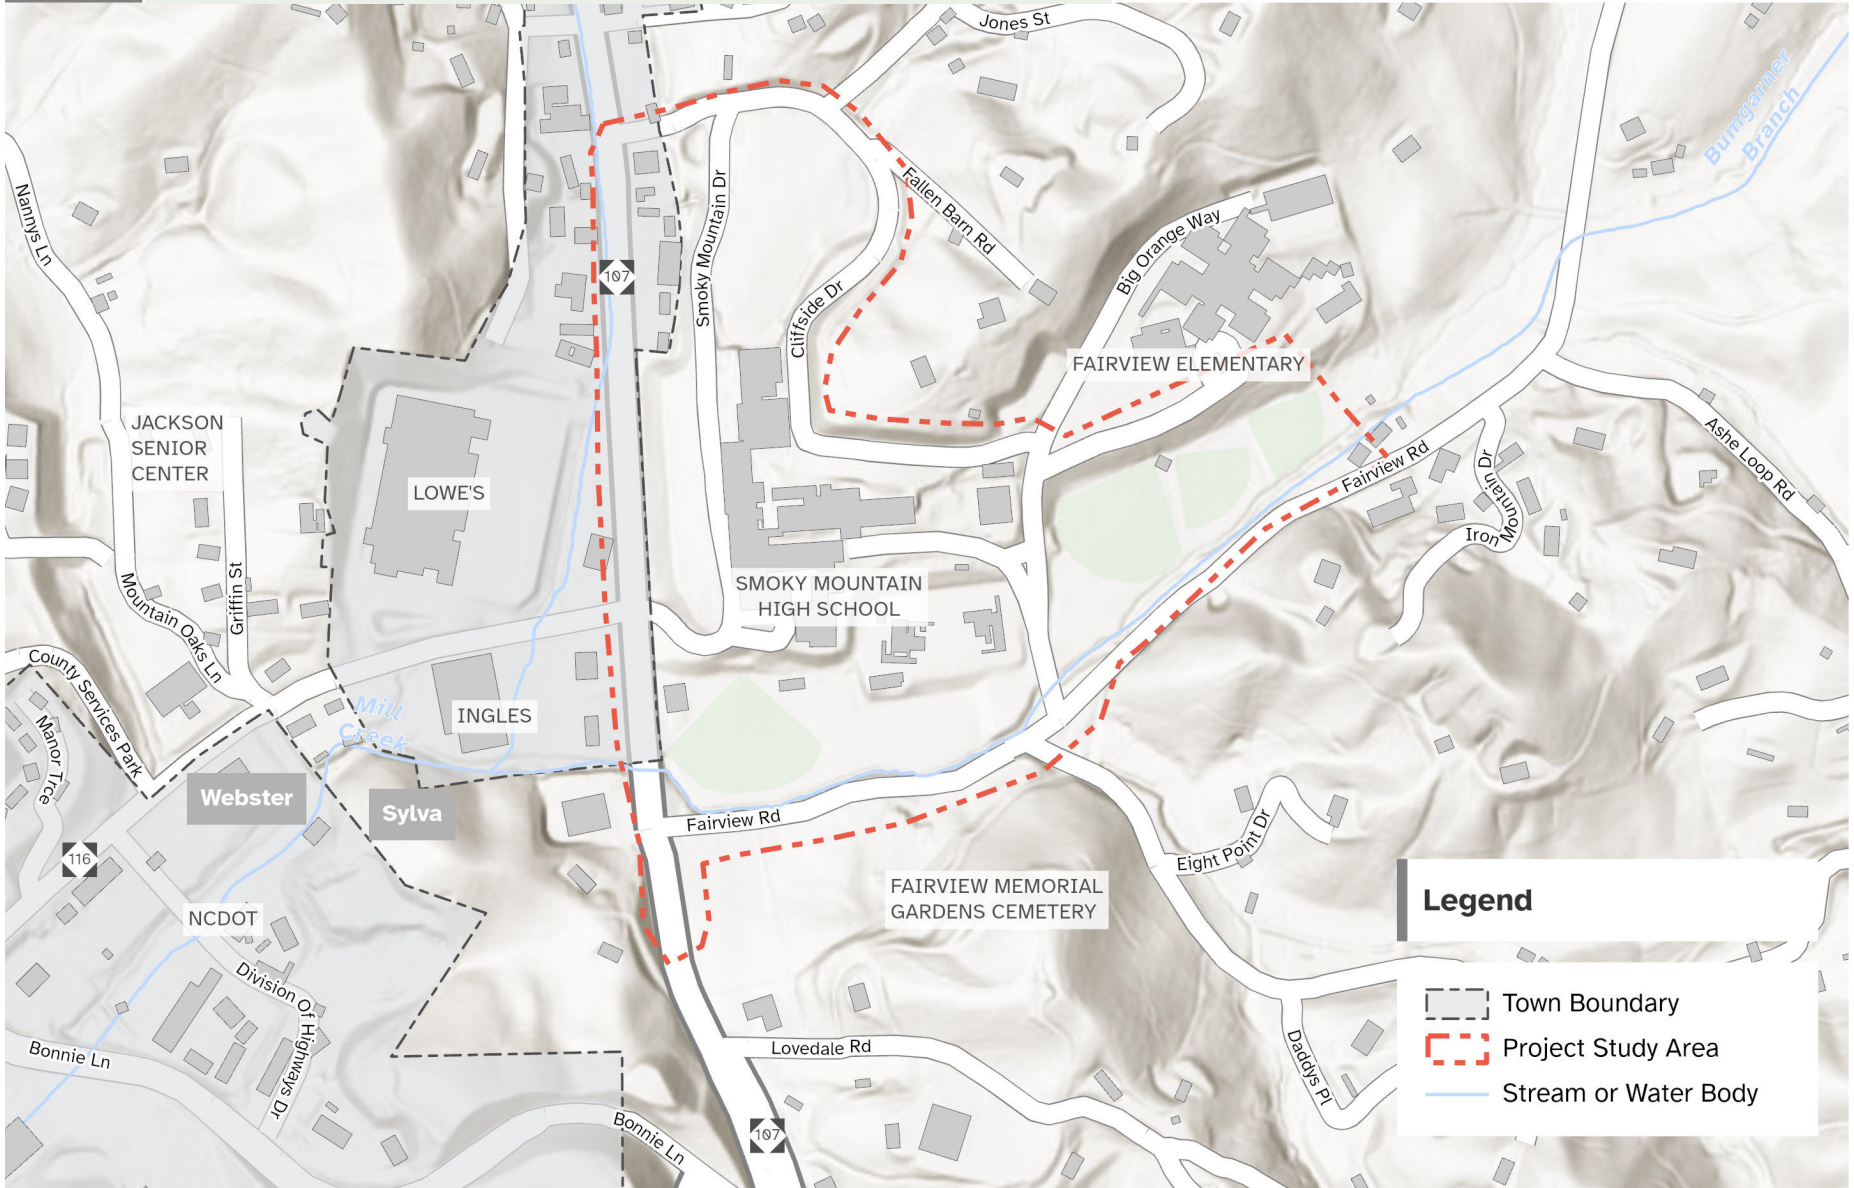 Jones St
Bumgarner
Branch
Nannys Ln
Smoky Mountain Dr
Fallen Barn Rd
Big Orange Way
107
Cliffside Dr
FAIRVIEW ELEMENTARY
JACKSON
SENIOR
CENTER
LOWE'S
Ashe Loop Rd
Fairview Rd
Iron Mountain Dr
Griffin St
Mountain Oaks Ln
SMOKY MOUNTAIN
HIGH SCHOOL
County Services Park
Manor Trce
Mill
Creek
INGLES
Webster
Sylva
Fairview Rd
116
Eight Point Dr
FAIRVIEW MEMORIAL
GARDENS CEMETERY
NCDOT
Division Of Highways Dr
Bonnie Ln
Lovedale Rd
Daddys Pl
Bonnie Ln
107
Legend
Town Boundary
Project Study Area
Stream or Water Body